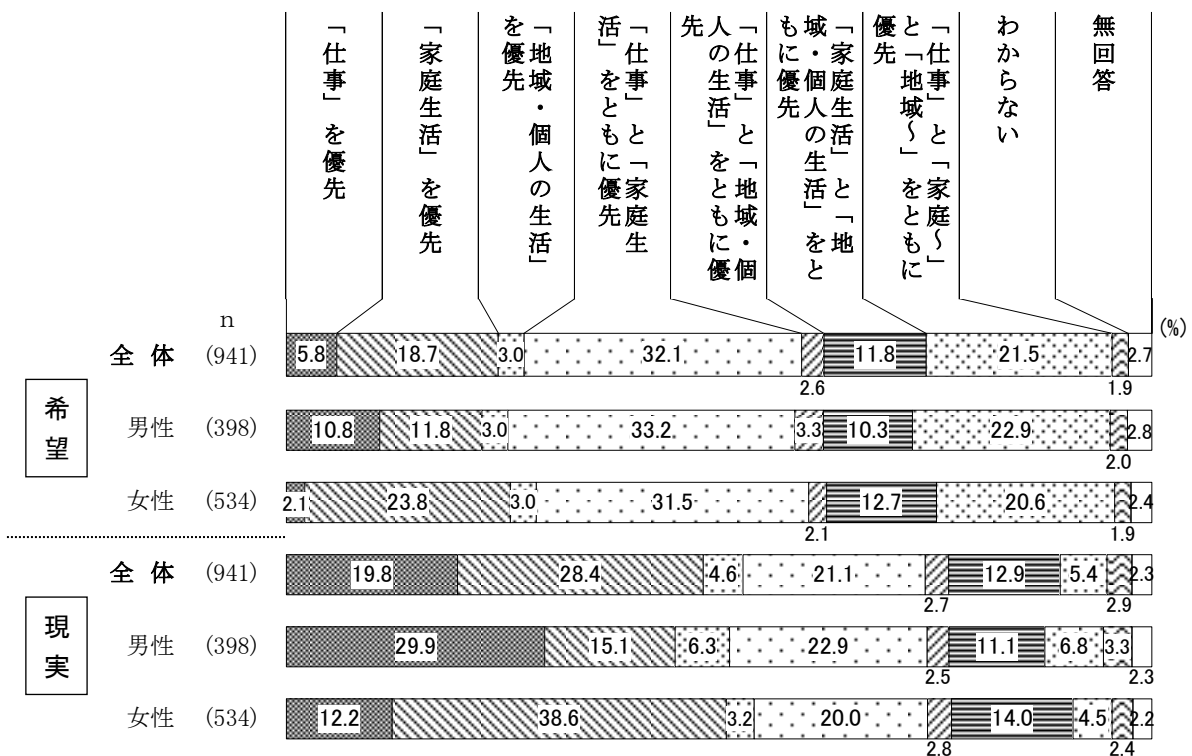 「仕事」を優先
「家庭生活」を優先
「地域・個人の生活」
を優先
「仕事」と「家庭生
活」をともに優先
「仕事」と「地域・個
人の生活」をともに優
先
「家庭生活」と「地
域・個人の生活」をと
もに優先
「仕事」と「家庭～」
と「地域～」をともに
優先
わからない
無回答
n
(%)
希望
全体 (941) 5.8 18.7 3.0 32.1 2.6 11.8 21.5 1.9 2.7
男性 (398) 10.8 11.8 3.0 33.2 3.3 10.3 22.9 2.0 2.8
女性 (534) 2.1 23.8 3.0 31.5 2.1 12.7 20.6 1.9 2.4
現実
全体 (941) 19.8 28.4 4.6 21.1 2.7 12.9 5.4 2.9 2.3
男性 (398) 29.9 15.1 6.3 22.9 2.5 11.1 6.8 3.3 2.3
女性 (534) 12.2 38.6 3.2 20.0 2.8 14.0 4.5 2.4 2.2